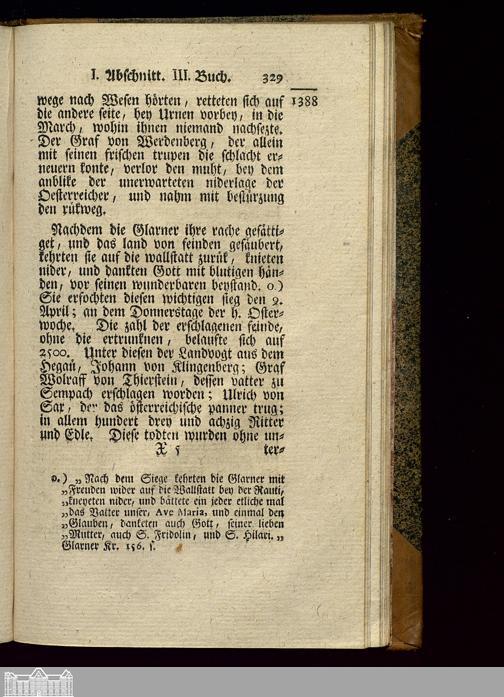 I. Abschnitt. III. Buch. 329
wege nach Wesen hörten, retteten sich auf 1388
die andere seite, bey Urnen vorbey, in die
March, wohin ihnen niemand nachsezte.
Der Graf von Werdenberg, der allein
mit seinen frischen trupen die schlacht er-
neuern konte, verlor den muht, bey dem
anblike der unerwarteten niderlage der
Oesterreicher, und nahm mit bestürzung
den rükweg.
Nachdem die Glarner ihre rache gesätti-
get, und das land von feinden gesäubert,
kehrten sie auf die wallstatt zurük, knieten
nider, und dankten Gott mit blutigen hän-
den, vor seinen wunderbaren beystand. o.)
Sie erfochten diesen wichtigen sieg den 9.
April; an dem Donnerstage der h. Oster-
woche. Die zahl der erschlagenen feinde,
ohne die ertrunknen, belaufte sich auf
2500. Unter diesen der Landvogt aus dem
Hegaü, Johann von Klingenberg; Graf
Wolraff von Thierstein, dessen vatter zu
Sempach erschlagen worden; Ulrich von
Sax, der das österreichische panner trug;
in allem hundert drey und achzig Ritter
und Edle. Diese todten wurden ohne un-
X 5 ter-
o.) „Nach dem Siege kehrten die Glarner mit
„Freuden wider auf die Wallstatt bey der Rauti,
„kneyeten nider, und bättete ein jeder etliche mal
„das Vatter unser, Ave Maria, und einmal den
„Glauben, danketen auch Gott, seiner lieben
„Mutter, auch S. Fridolin, und S. Hilari.„
Glarner Kr. 156. s.